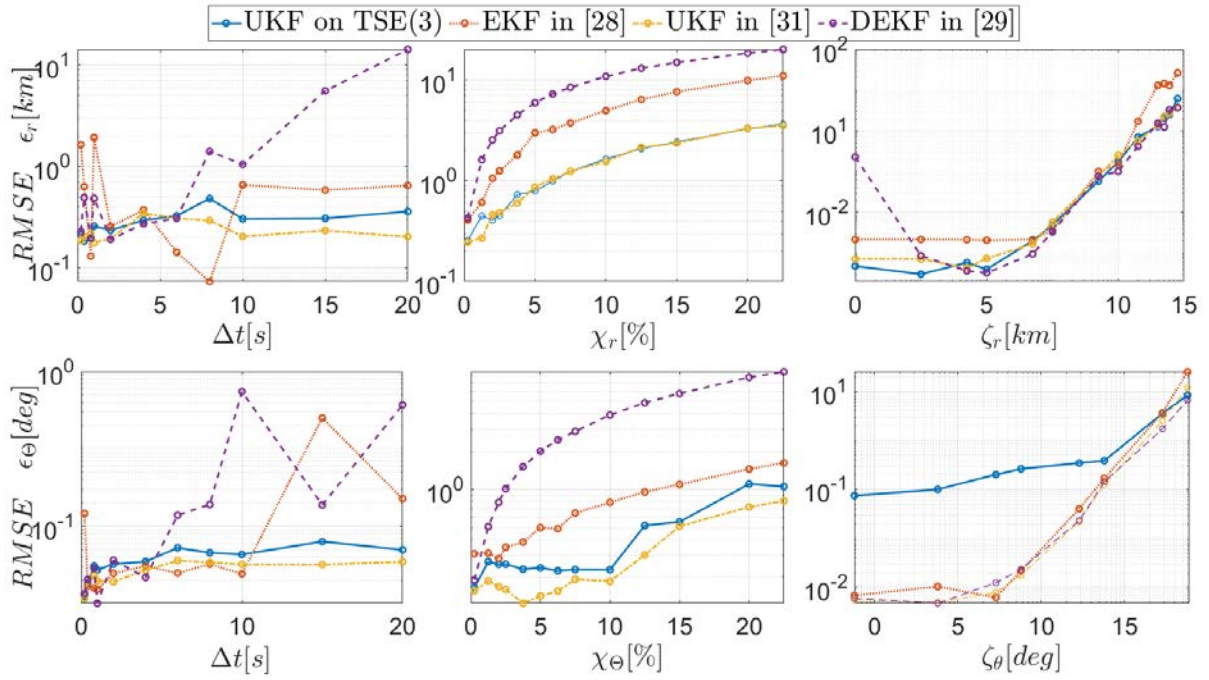 UKF on TSE(3) EKF in [28] UKF in [31] DEKF in [29]
RMSE ϵ_r [km]
10^1
10^0
10^-1
0 5 10 15 20
Δt[s]
10^1
10^0
10^-1
0 5 10 15 20
χ_r[%]
10^2
10^1
10^-2
0 5 10 15
ζ_r[km]
RMSE ϵ_Θ[deg]
10^0
10^-1
0 10 20
Δt[s]
10^0
0 5 10 15 20
χ_Θ[%]
10^1
10^-1
10^-2
0 5 10 15
ζ_θ[deg]